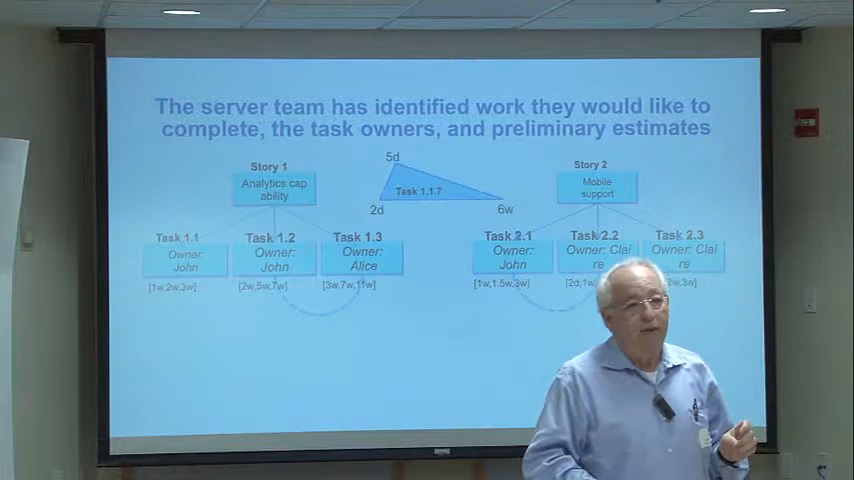 The server team has identified work they would like to
complete, the task owners, and preliminary estimates
Story 1
Analytics cap
ability
Task 1.1
Owner:
John
[1w,2w,3w]
Task 1.2
Owner:
John
[2w,5w,7w]
Task 1.3
Owner:
Alice
[3w,7w,11w]
5d
Task 1.1.7
2d
6w
Story 2
Mobile
support
Task 2.1
Owner:
John
[1w,1.5w,3w]
Task 2.2
Owner: Clai
re
[2d,1w
Task 2.3
Owner: Clai
re
2w,3w]